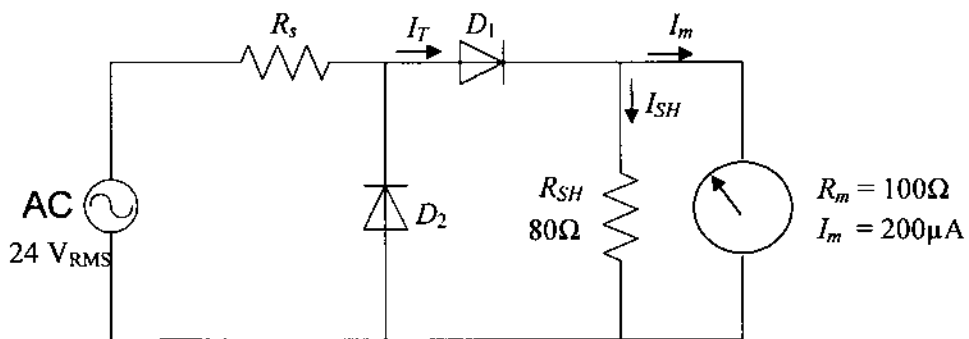 R_s
I_T
D_1
I_m
I_SH
AC
24 V_RMS
D_2
R_SH
80Ω
R_m = 100Ω
I_m = 200µA